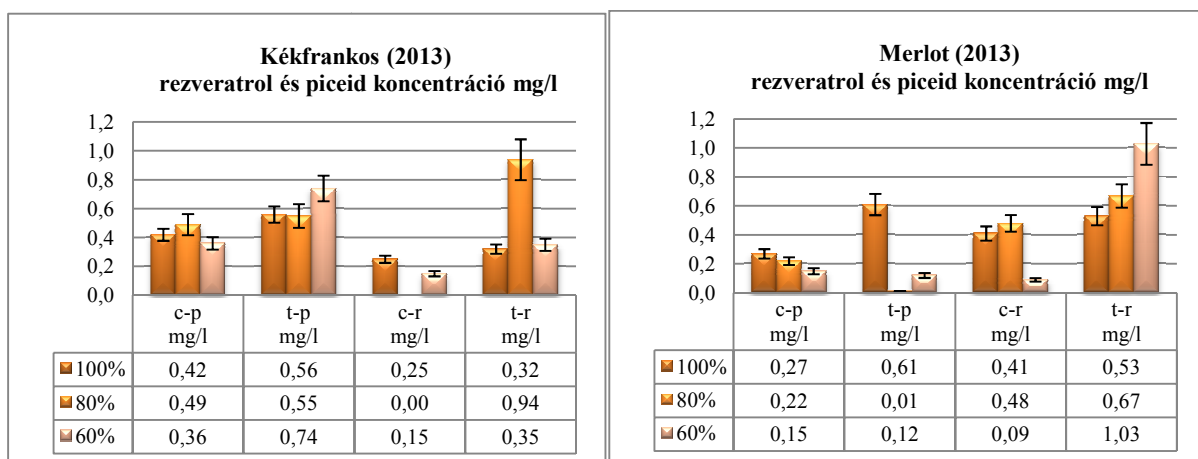 Kékfrankos (2013)
rezveratrol és piceid koncentráció mg/l
1,2
1,0
0,8
0,6
0,4
0,2
0,0
c-p mg/l t-p mg/l c-r mg/l t-r mg/l
100% 0,42 0,56 0,25 0,32
80% 0,49 0,55 0,00 0,94
60% 0,36 0,74 0,15 0,35
Merlot (2013)
rezveratrol és piceid koncentráció mg/l
1,2
1,0
0,8
0,6
0,4
0,2
0,0
c-p mg/l t-p mg/l c-r mg/l t-r mg/l
100% 0,27 0,61 0,41 0,53
80% 0,22 0,01 0,48 0,67
60% 0,15 0,12 0,09 1,03